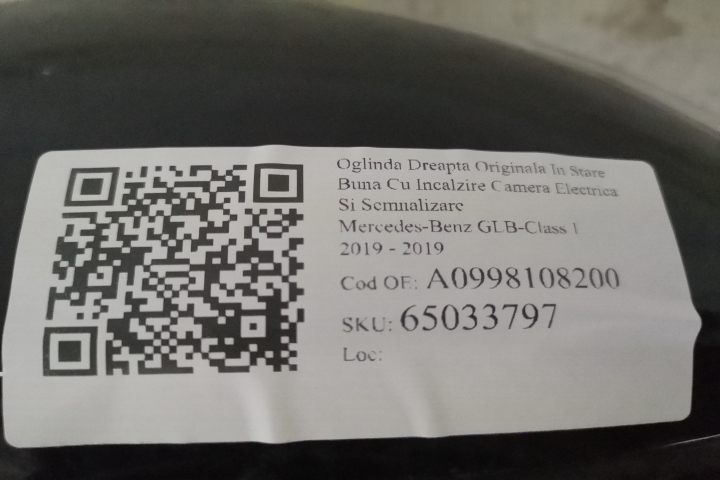 Oglinda Dreapta Originala In Stare
Buna Cu Incalzire Camera Electrica
Si Semnalizare
Mercedes-Benz GLB-Class 1
2019 - 2019
Cod OE: A0998108200
SKU: 65033797
Loc: